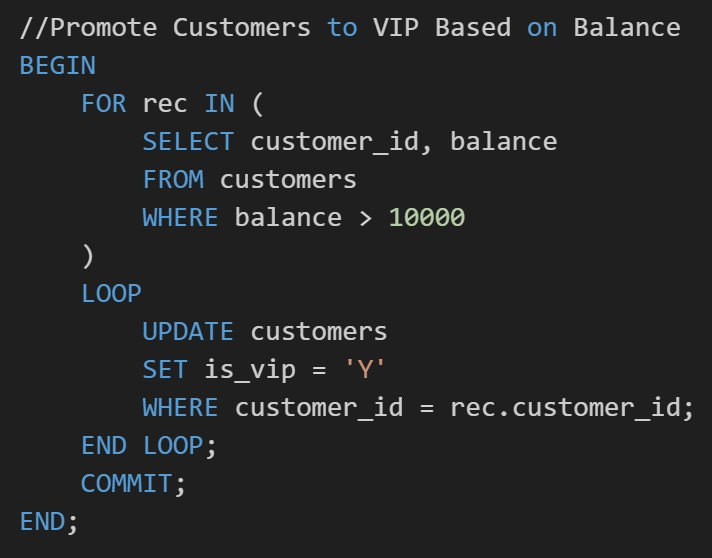 //Promote Customers to VIP Based on Balance
BEGIN
    FOR rec IN (
        SELECT customer_id, balance
        FROM customers
        WHERE balance > 10000
    )
    LOOP
        UPDATE customers
        SET is_vip = 'Y'
        WHERE customer_id = rec.customer_id;
    END LOOP;
    COMMIT;
END;